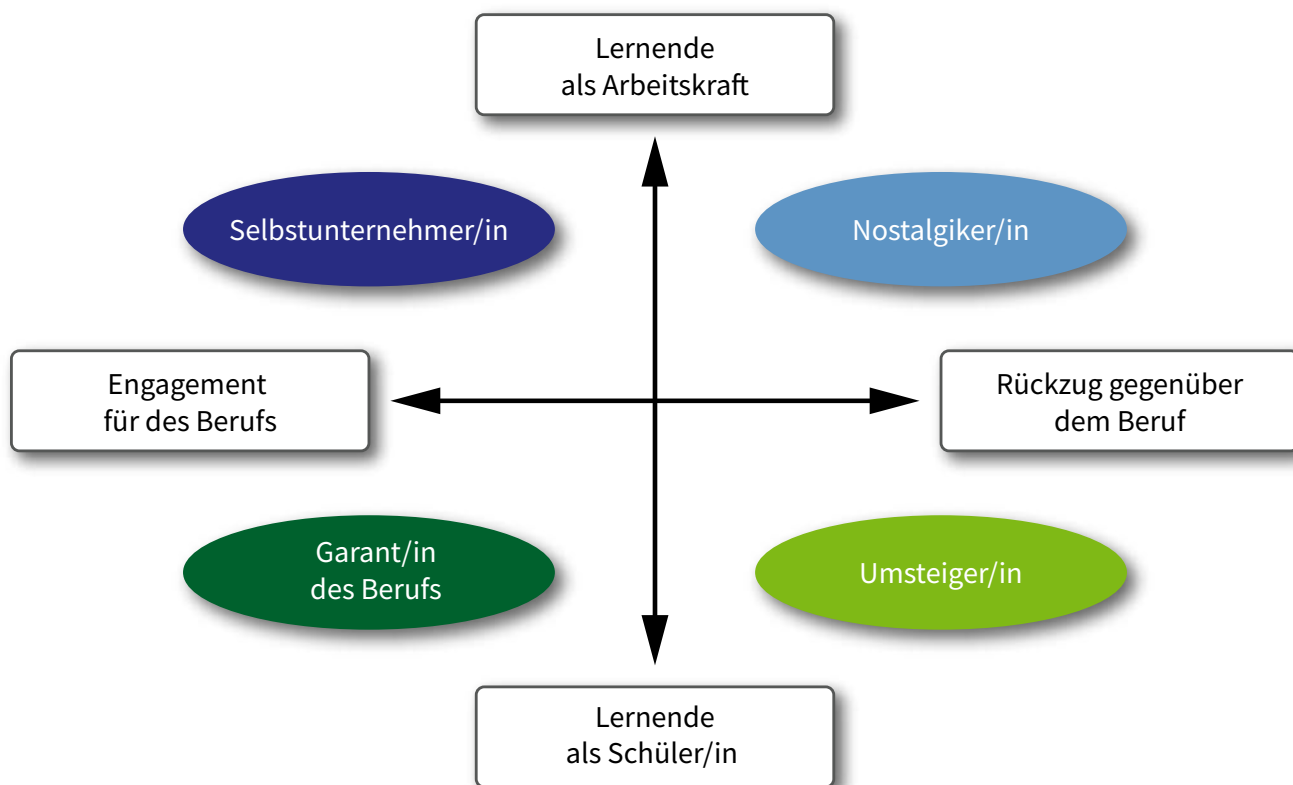 Lernende
als Arbeitskraft
Selbstunternehmer/in
Nostalgiker/in
Engagement
für des Berufs
Rückzug gegenüber
dem Beruf
Garant/in
des Berufs
Umsteiger/in
Lernende
als Schüler/in